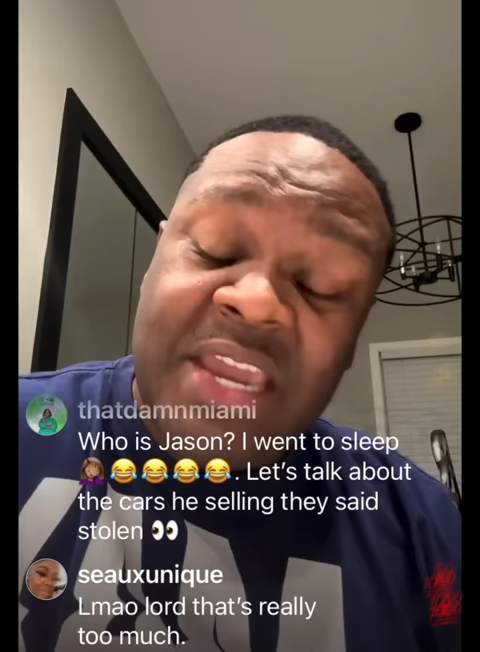 thatdamnmiami
Who is Jason? I went to sleep
🤦🏾‍♀️😂😂😂😂. Let's talk about
the cars he selling they said
stolen 👀
seauxunique
Lmao lord that's really
too much.